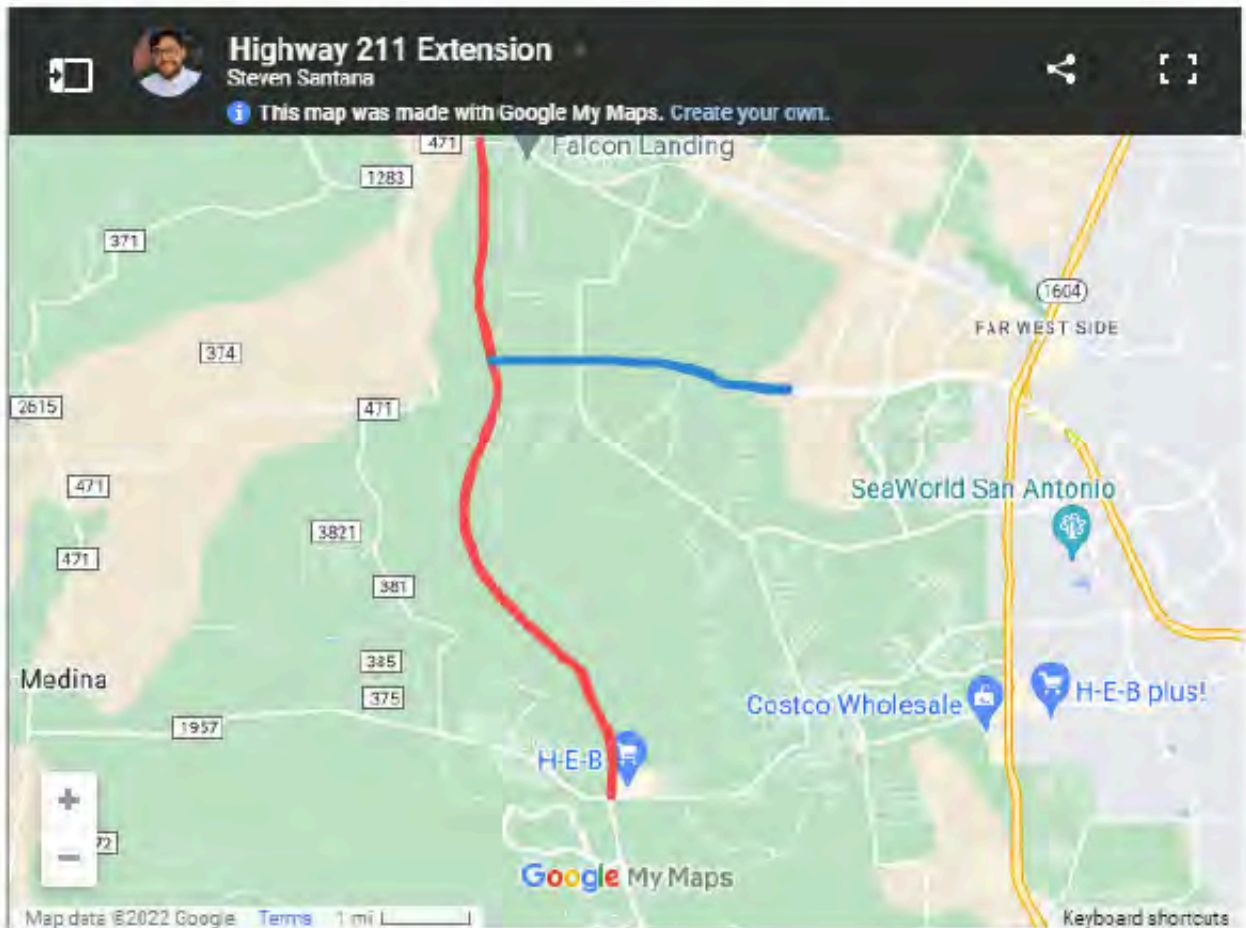 Highway 211 Extension
Steven Santana
This map was made with Google My Maps. Create your own.
471
Falcon Landing
1283
371
1604
FAR WEST SIDE
374
2615
471
471
SeaWorld San Antonio
3821
471
381
385
Medina
375
H-E-B plus!
Costco Wholesale
1957
H-E-B
+
72
−
Google My Maps
Map data ©2022 Google Terms 1 mi Keyboard shortcuts